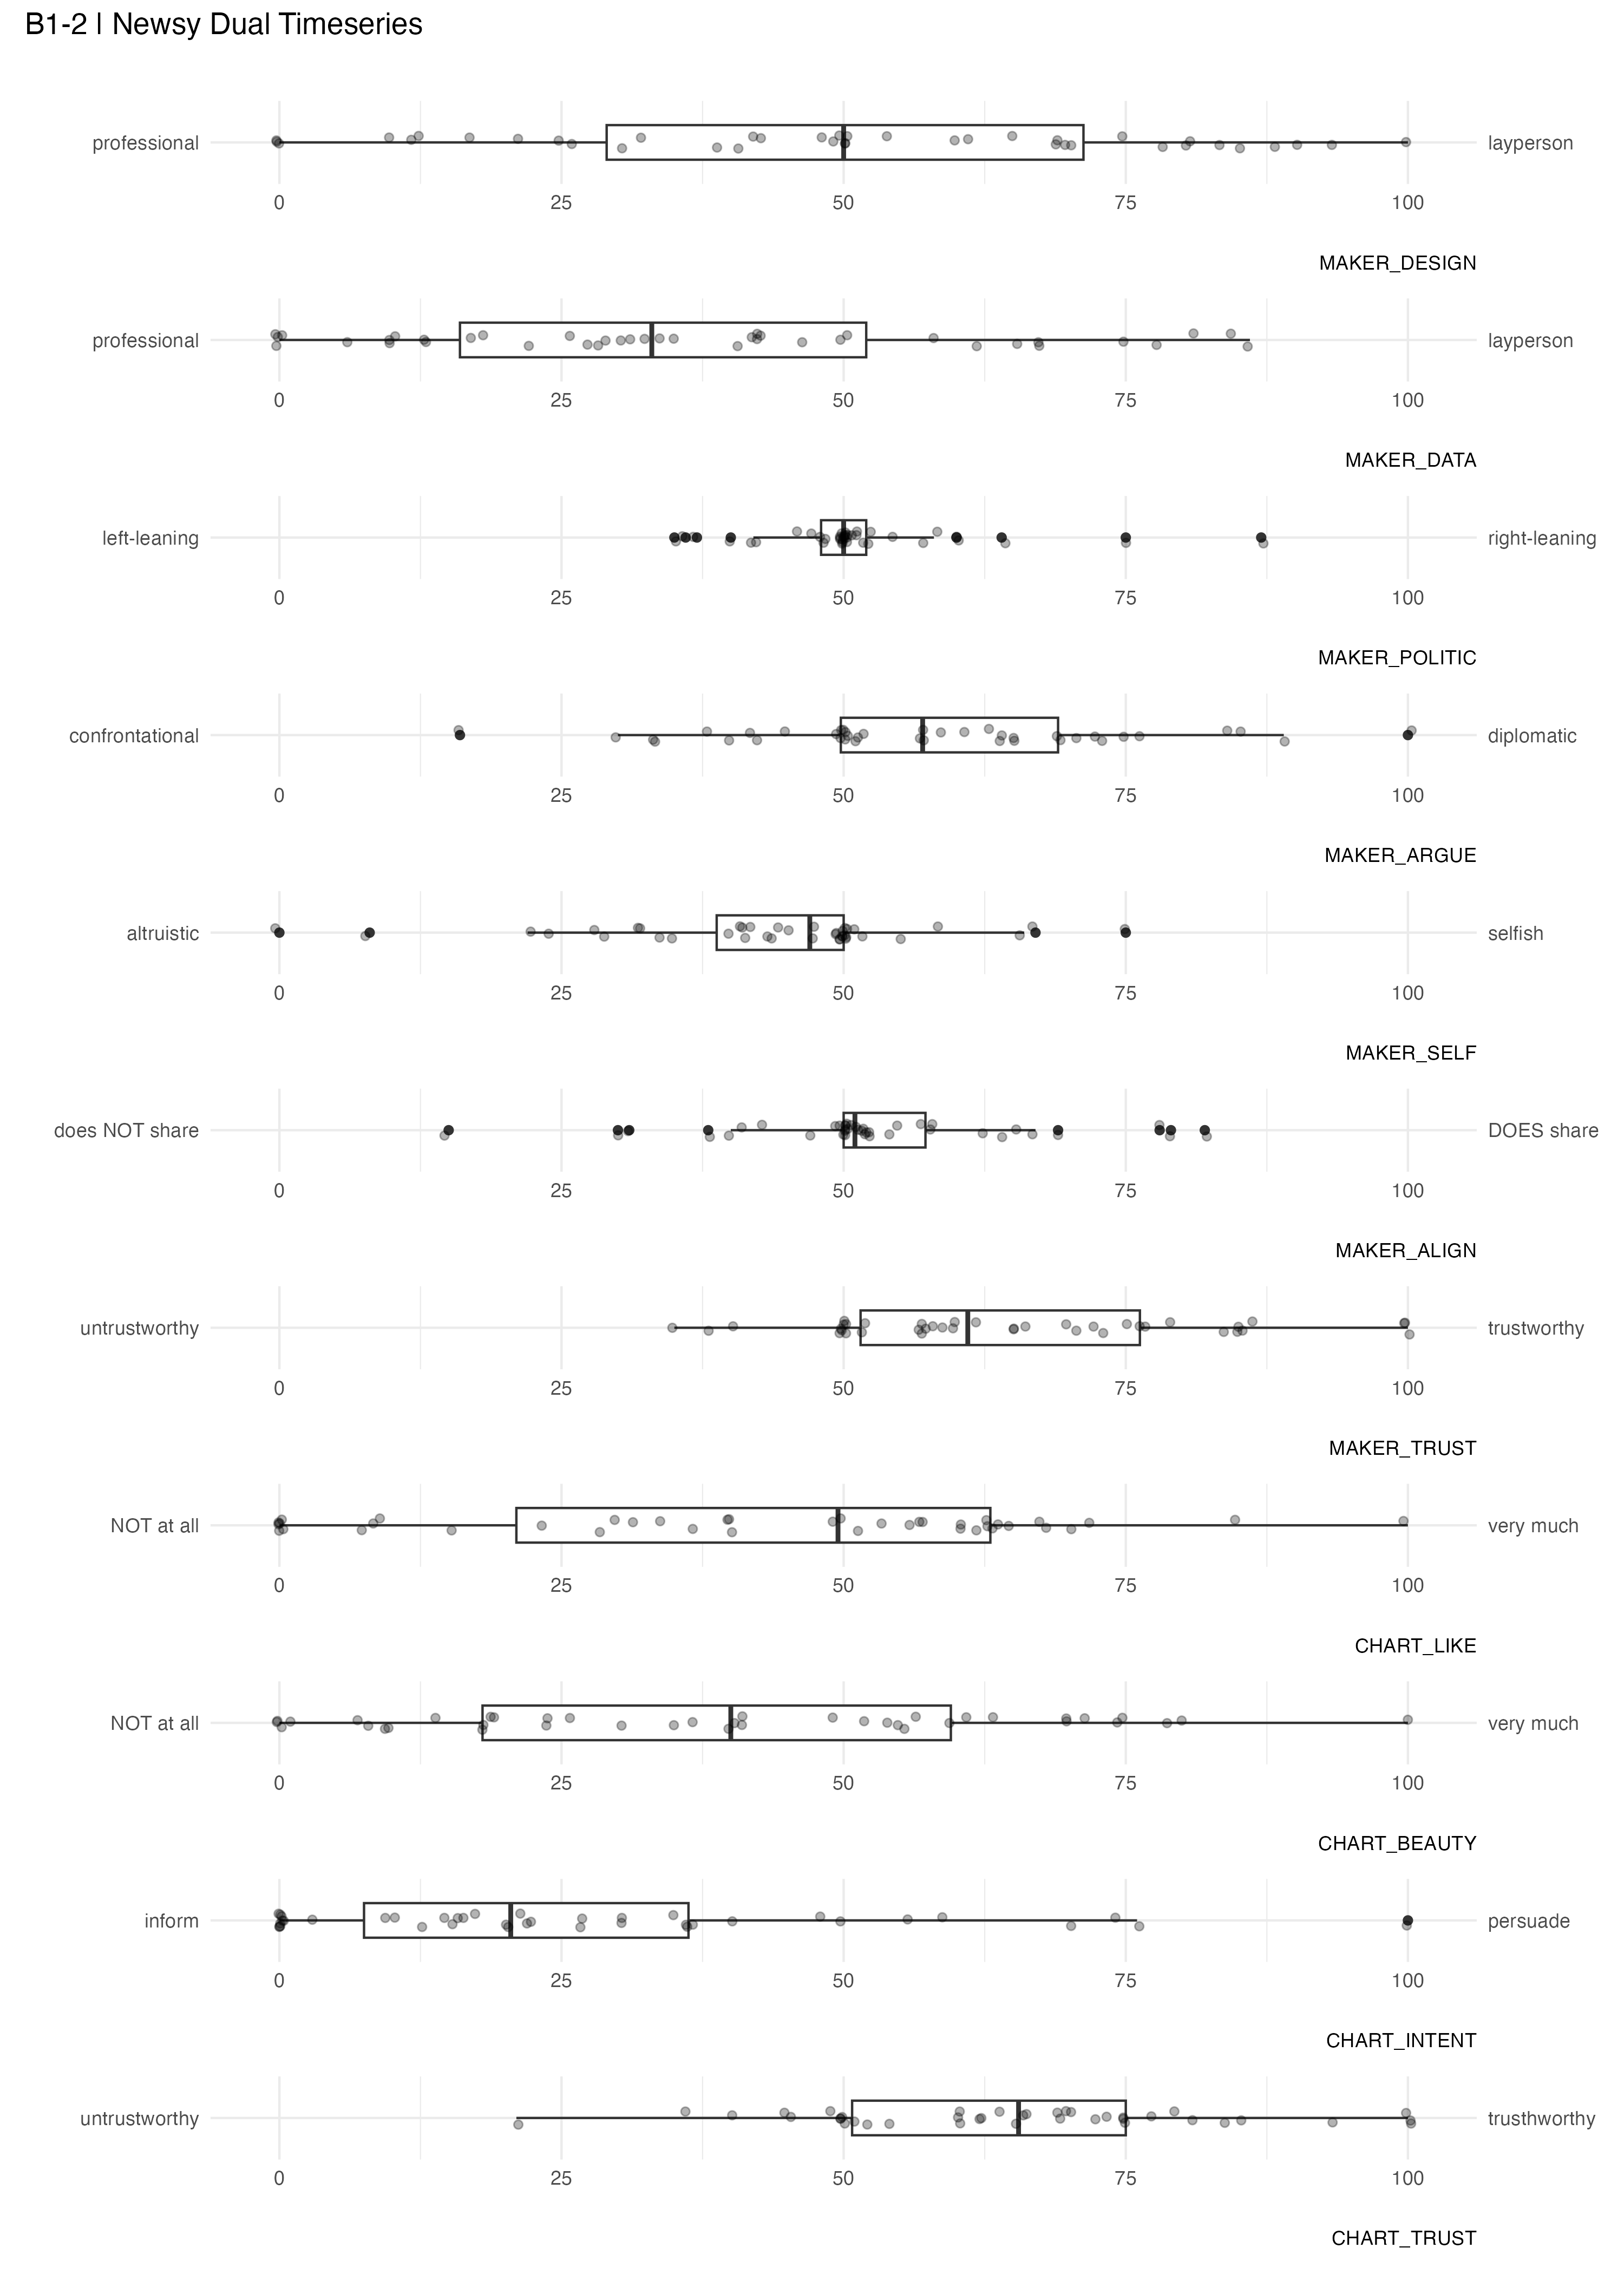 B1-2 | Newsy Dual Timeseries
professional layperson
0 25 50 75 100
MAKER_DESIGN
professional layperson
0 25 50 75 100
MAKER_DATA
left-leaning right-leaning
0 25 50 75 100
MAKER_POLITIC
confrontational diplomatic
0 25 50 75 100
MAKER_ARGUE
altruistic selfish
0 25 50 75 100
MAKER_SELF
does NOT share DOES share
0 25 50 75 100
MAKER_ALIGN
untrustworthy trustworthy
0 25 50 75 100
MAKER_TRUST
NOT at all very much
0 25 50 75 100
CHART_LIKE
NOT at all very much
0 25 50 75 100
CHART_BEAUTY
inform persuade
0 25 50 75 100
CHART_INTENT
untrustworthy trusthworthy
0 25 50 75 100
CHART_TRUST